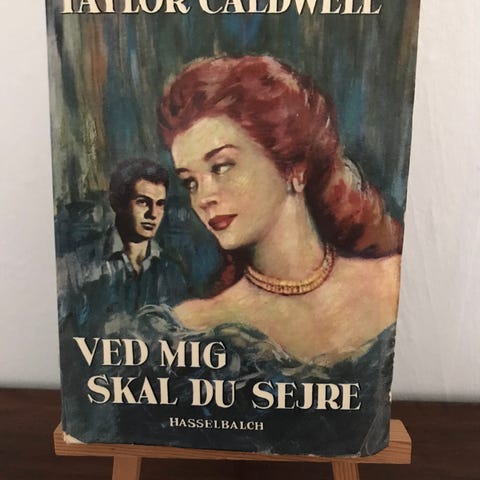 TAYLOR CALDWELL
VED MIG
SKAL DU SEJRE
HASSELBALCH